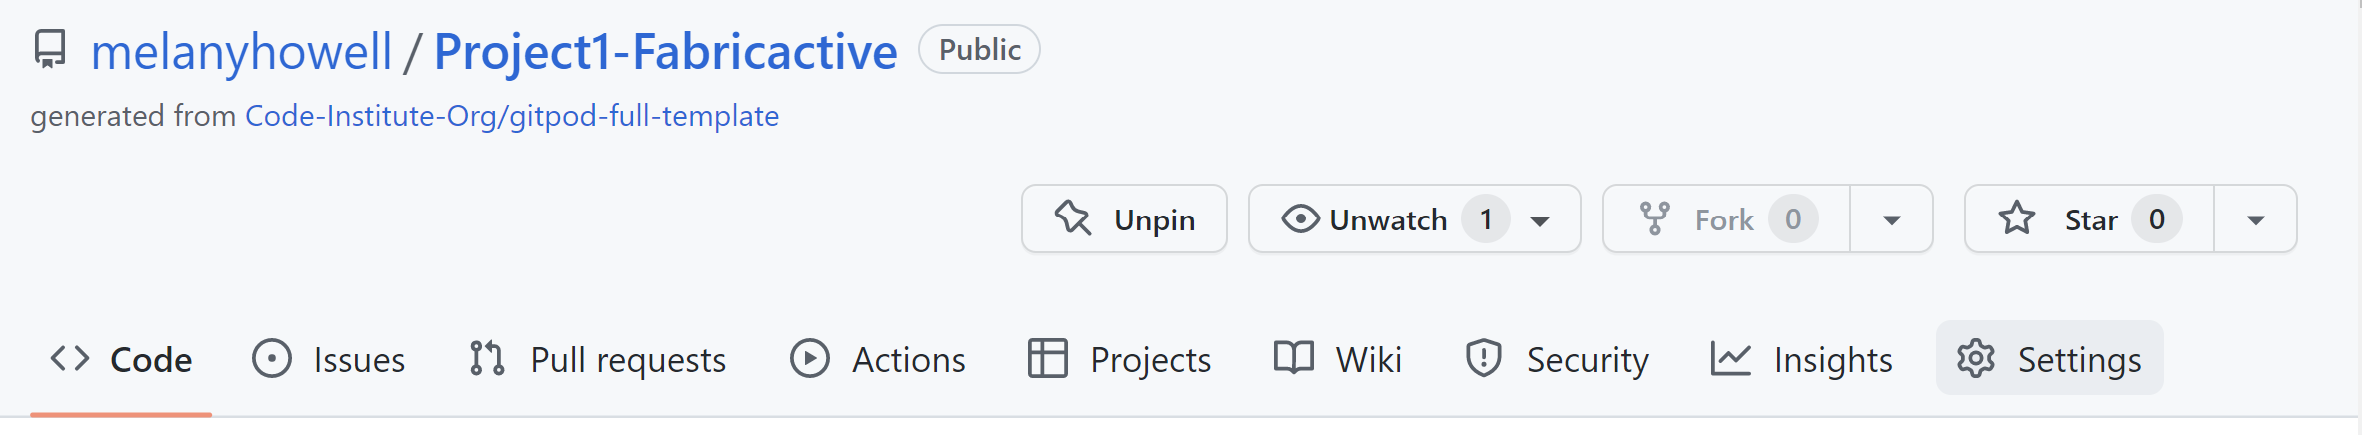 melanyhowell / Project1-Fabricactive Public
generated from Code-Institute-Org/gitpod-full-template
Unpin Unwatch 1 Fork 0 Star 0
Code Issues Pull requests Actions Projects Wiki Security Insights Settings